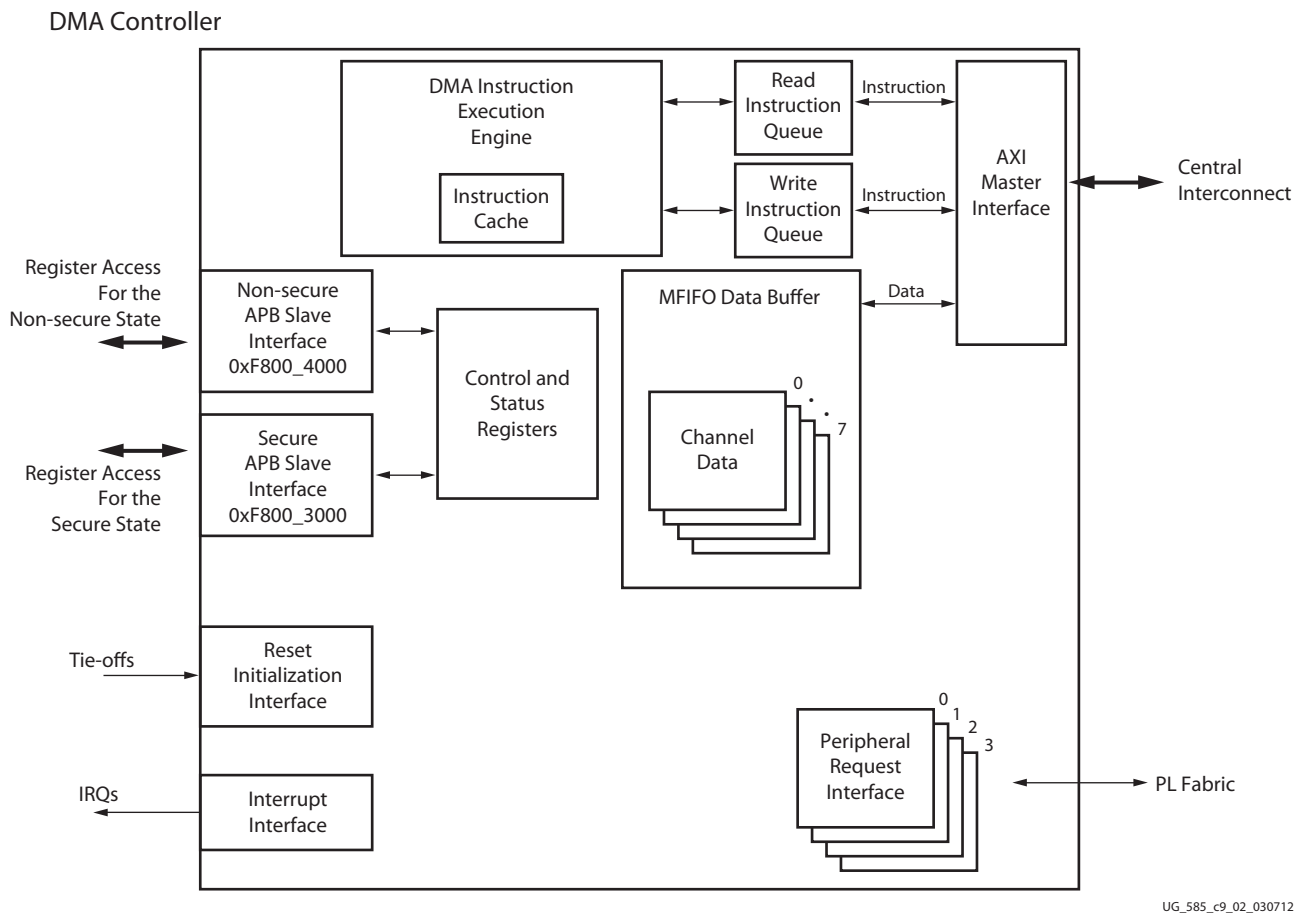 DMA Controller
DMA Instruction
Execution
Engine
Instruction
Cache
Read
Instruction
Queue
Instruction
Write
Instruction
Queue
Instruction
AXI
Master
Interface
Central
Interconnect
Register Access
For the
Non-secure State
Non-secure
APB Slave
Interface
0xF800_4000
Control and
Status
Registers
MFIFO Data Buffer
Data
Channel
Data
0
.
.
7
Secure
APB Slave
Interface
0xF800_3000
Register Access
For the
Secure State
Tie-offs
Reset
Initialization
Interface
IRQs
Interrupt
Interface
Peripheral
Request
Interface
0
1
2
3
PL Fabric
UG_585_c9_02_030712